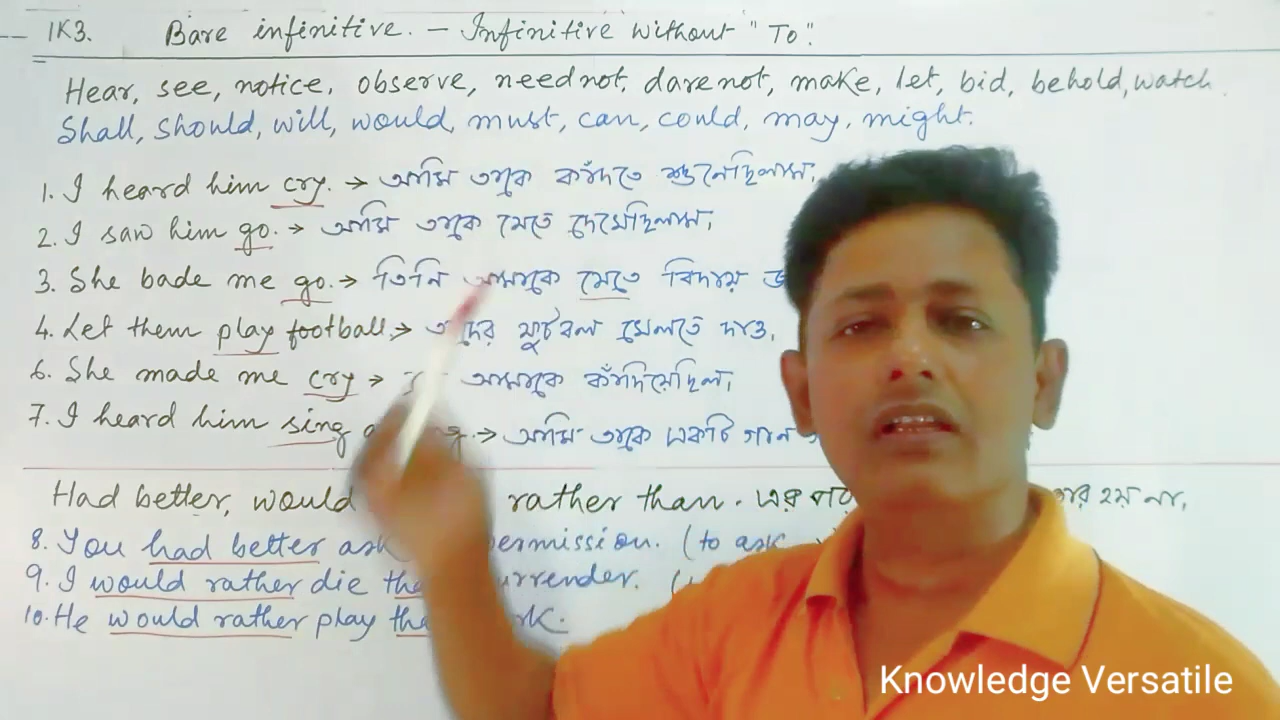 1K3. Bare infinitive. — Infinitive without "To".
Hear, see, notice, observe, need not, dare not, make, let, bid, behold, watch.
Shall, should, will, would, must, can, could, may, might.
1. I heard him cry. → আমি তাকে কাঁদতে শুনেছিলাম।
2. I saw him go. → আমি তাকে যেতে দেখেছিলাম।
3. She bade me go. → তিনি আমাকে যেতে বিদায়
4. Let them play football, → তাদের ফুটবল খেলতে দাও,
6. She made me cry → আমাকে কাঁদিয়েছিল,
7. I heard him sing → আমি তাকে একটি গান
Had better, would rather than. এর
8. You had better ask permission. (to ask
9. I would rather die surrender.
10. He would rather play
Knowledge Versatile